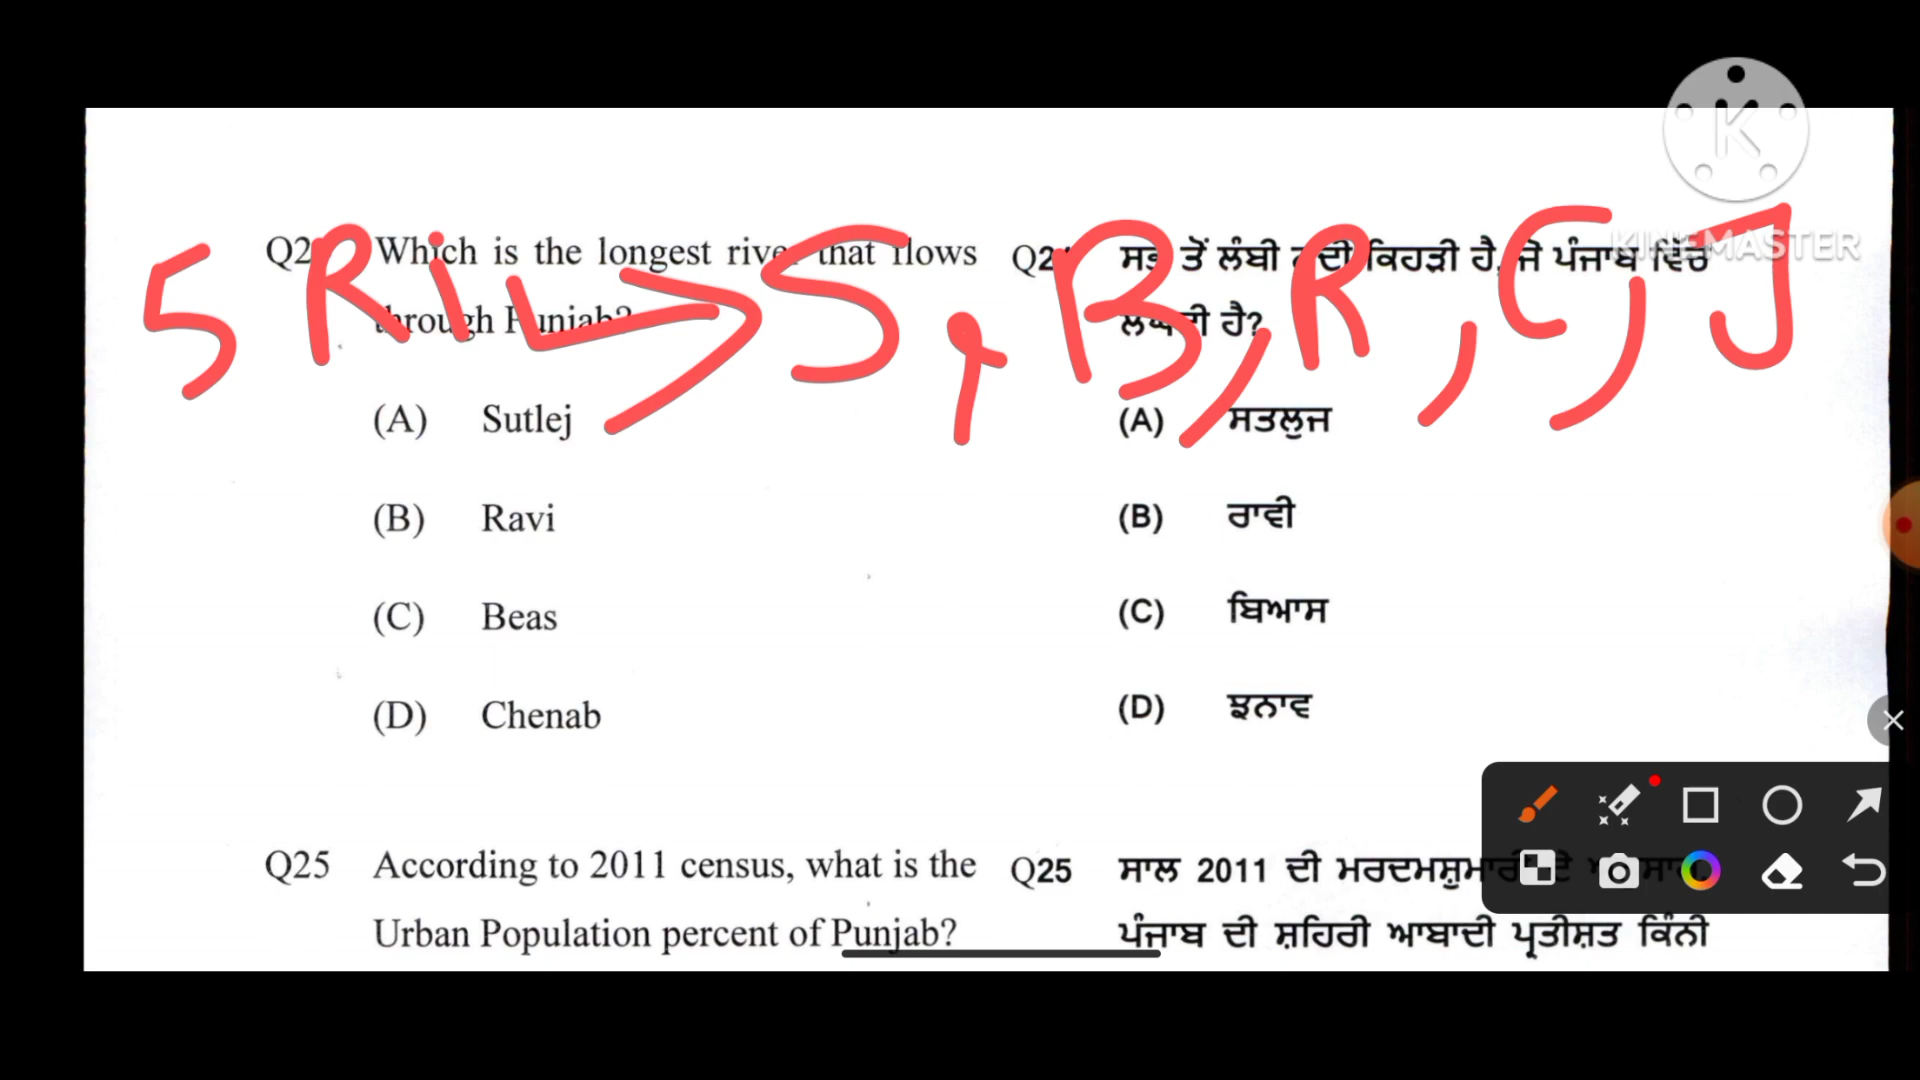 KINEMASTER
5 Ri → S, B, R, C, J
Q2 Which is the longest river that flows
through Punjab?
(A) Sutlej
(B) Ravi
(C) Beas
(D) Chenab
Q25 According to 2011 census, what is the
Urban Population percent of Punjab?
Q2 ਸਭ ਤੋਂ ਲੰਬੀ ਨਦੀ ਕਿਹੜੀ ਹੈ, ਜੋ ਪੰਜਾਬ ਵਿੱਚ
ਲੰਘਦੀ ਹੈ?
(A) ਸਤਲੁਜ
(B) ਰਾਵੀ
(C) ਬਿਆਸ
(D) ਝਨਾਵ
Q25 ਸਾਲ 2011 ਦੀ ਮਰਦਮਸ਼ੁਮਾਰੀ ਦੇ
ਪੰਜਾਬ ਦੀ ਸ਼ਹਿਰੀ ਆਬਾਦੀ ਪ੍ਰਤੀਸ਼ਤ ਕਿੰਨੀ